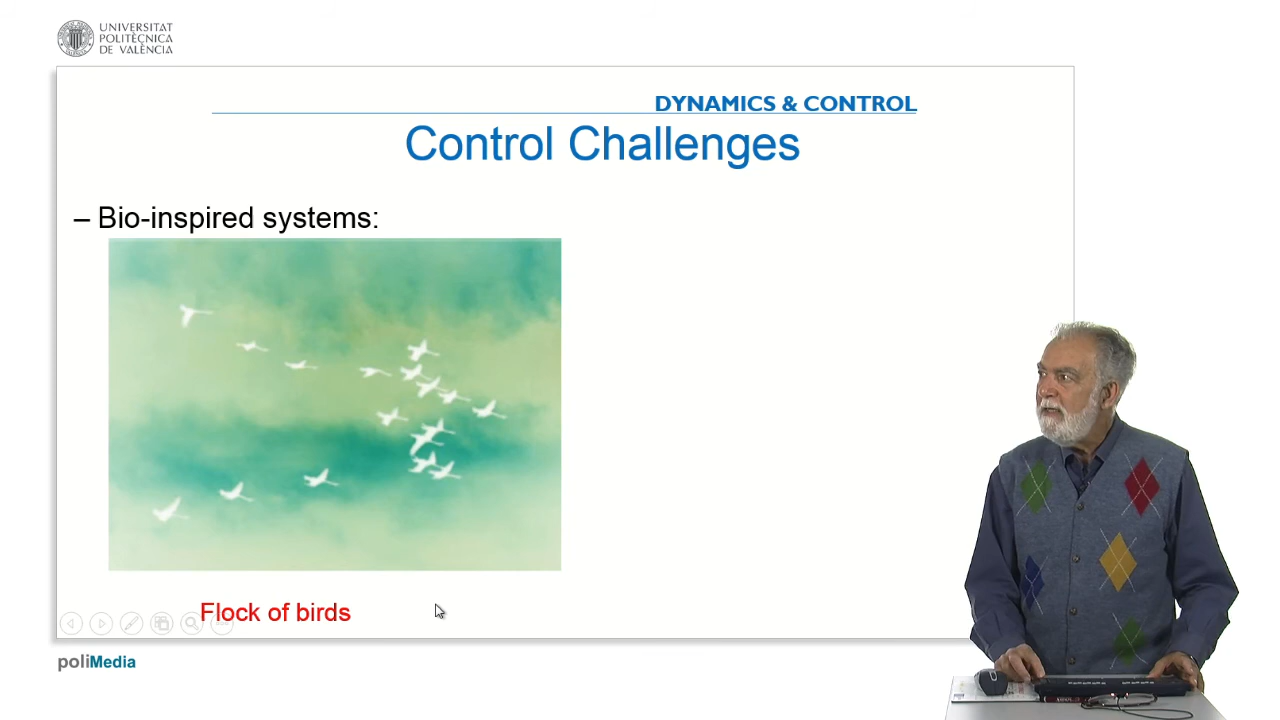 UNIVERSITAT
POLITÈCNICA
DE VALÈNCIA
DYNAMICS & CONTROL
Control Challenges
– Bio-inspired systems:
Flock of birds
poliMedia